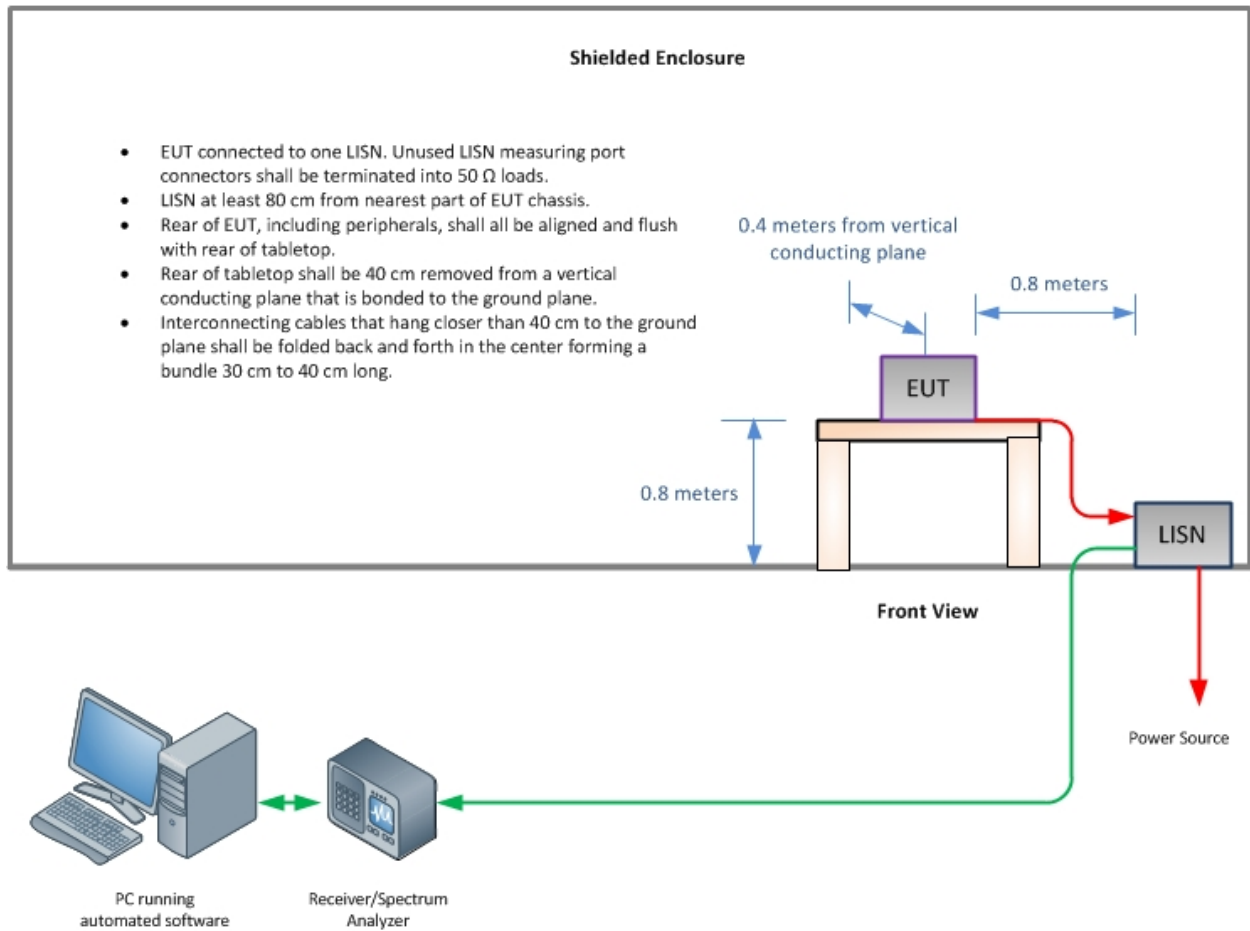 Shielded Enclosure
• EUT connected to one LISN. Unused LISN measuring port
connectors shall be terminated into 50 Ω loads.
• LISN at least 80 cm from nearest part of EUT chassis.
• Rear of EUT, including peripherals, shall all be aligned and flush
with rear of tabletop.
• Rear of tabletop shall be 40 cm removed from a vertical
conducting plane that is bonded to the ground plane.
• Interconnecting cables that hang closer than 40 cm to the ground
plane shall be folded back and forth in the center forming a
bundle 30 cm to 40 cm long.
0.4 meters from vertical
conducting plane
0.8 meters
EUT
0.8 meters
LISN
Front View
Power Source
PC running
automated software
Receiver/Spectrum
Analyzer